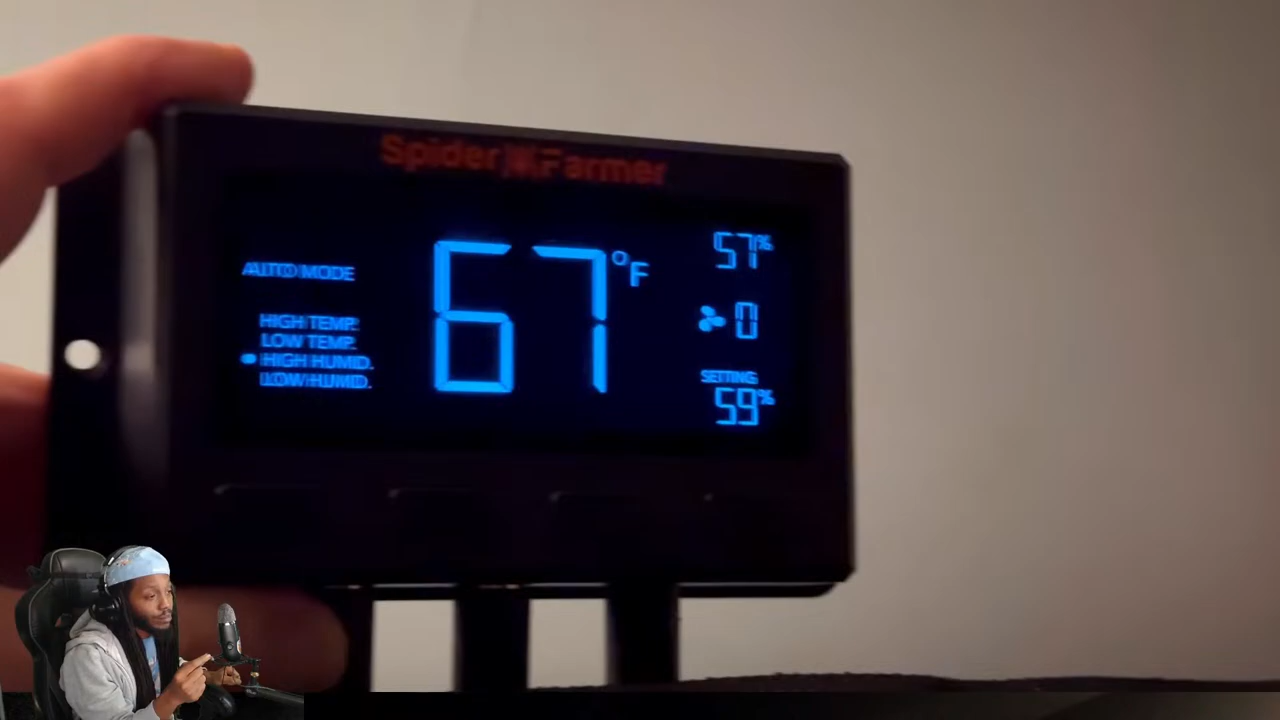 Spider Farmer
AUTO MODE
HIGH TEMP.
LOW TEMP.
HIGH HUMID.
LOW HUMID.
67°F
57%
0
SETTING
59%